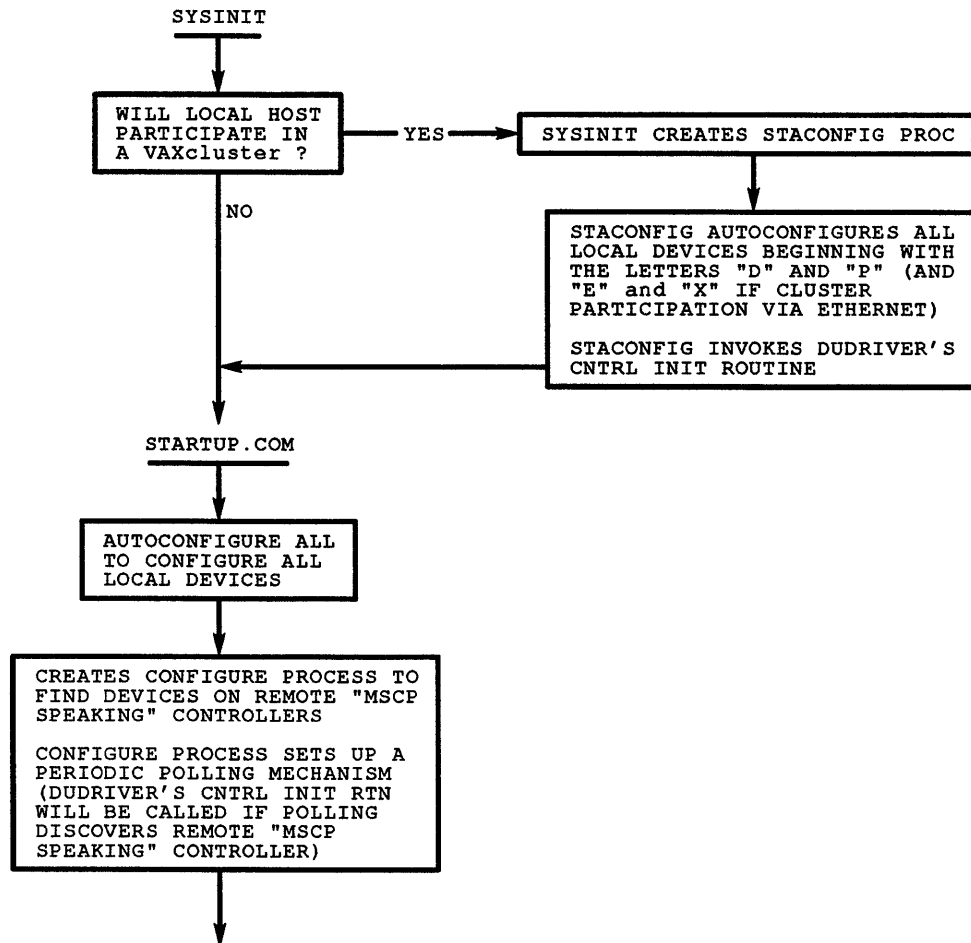 SYSINIT
WILL LOCAL HOST
PARTICIPATE IN
A VAXcluster ?
YES
SYSINIT CREATES STACONFIG PROC
NO
STACONFIG AUTOCONFIGURES ALL
LOCAL DEVICES BEGINNING WITH
THE LETTERS "D" AND "P" (AND
"E" and "X" IF CLUSTER
PARTICIPATION VIA ETHERNET)
STACONFIG INVOKES DUDRIVER'S
CNTRL INIT ROUTINE
STARTUP.COM
AUTOCONFIGURE ALL
TO CONFIGURE ALL
LOCAL DEVICES
CREATES CONFIGURE PROCESS TO
FIND DEVICES ON REMOTE "MSCP
SPEAKING" CONTROLLERS
CONFIGURE PROCESS SETS UP A
PERIODIC POLLING MECHANISM
(DUDRIVER'S CNTRL INIT RTN
WILL BE CALLED IF POLLING
DISCOVERS REMOTE "MSCP
SPEAKING" CONTROLLER)